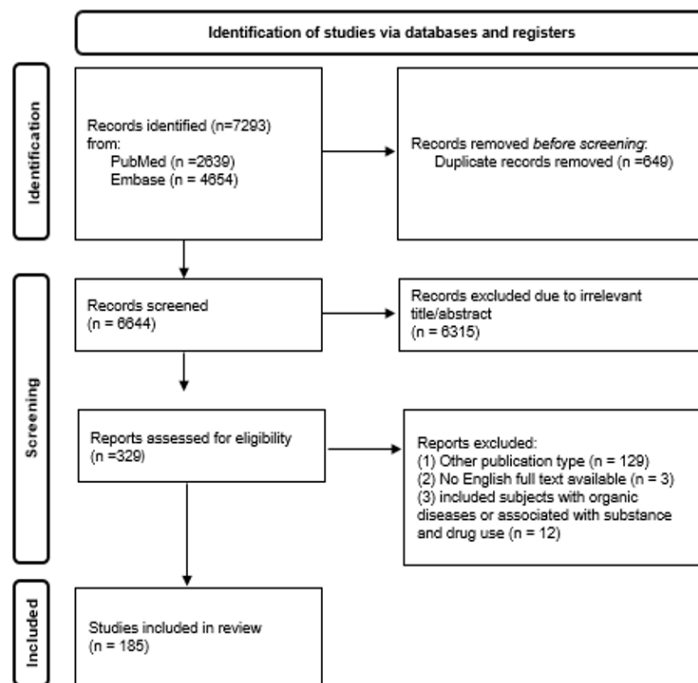 Identification of studies via databases and registers
Identification
Records identified (n=7293)
from:
PubMed (n =2639)
Embase (n = 4654)
Records removed before screening:
Duplicate records removed (n =649)
Screening
Records screened
(n = 6644)
Records excluded due to irrelevant
title/abstract
(n = 6315)
Reports assessed for eligibility
(n =329)
Reports excluded:
(1) Other publication type (n = 129)
(2) No English full text available (n = 3)
(3) included subjects with organic
diseases or associated with substance
and drug use (n = 12)
Included
Studies included in review
(n = 185)